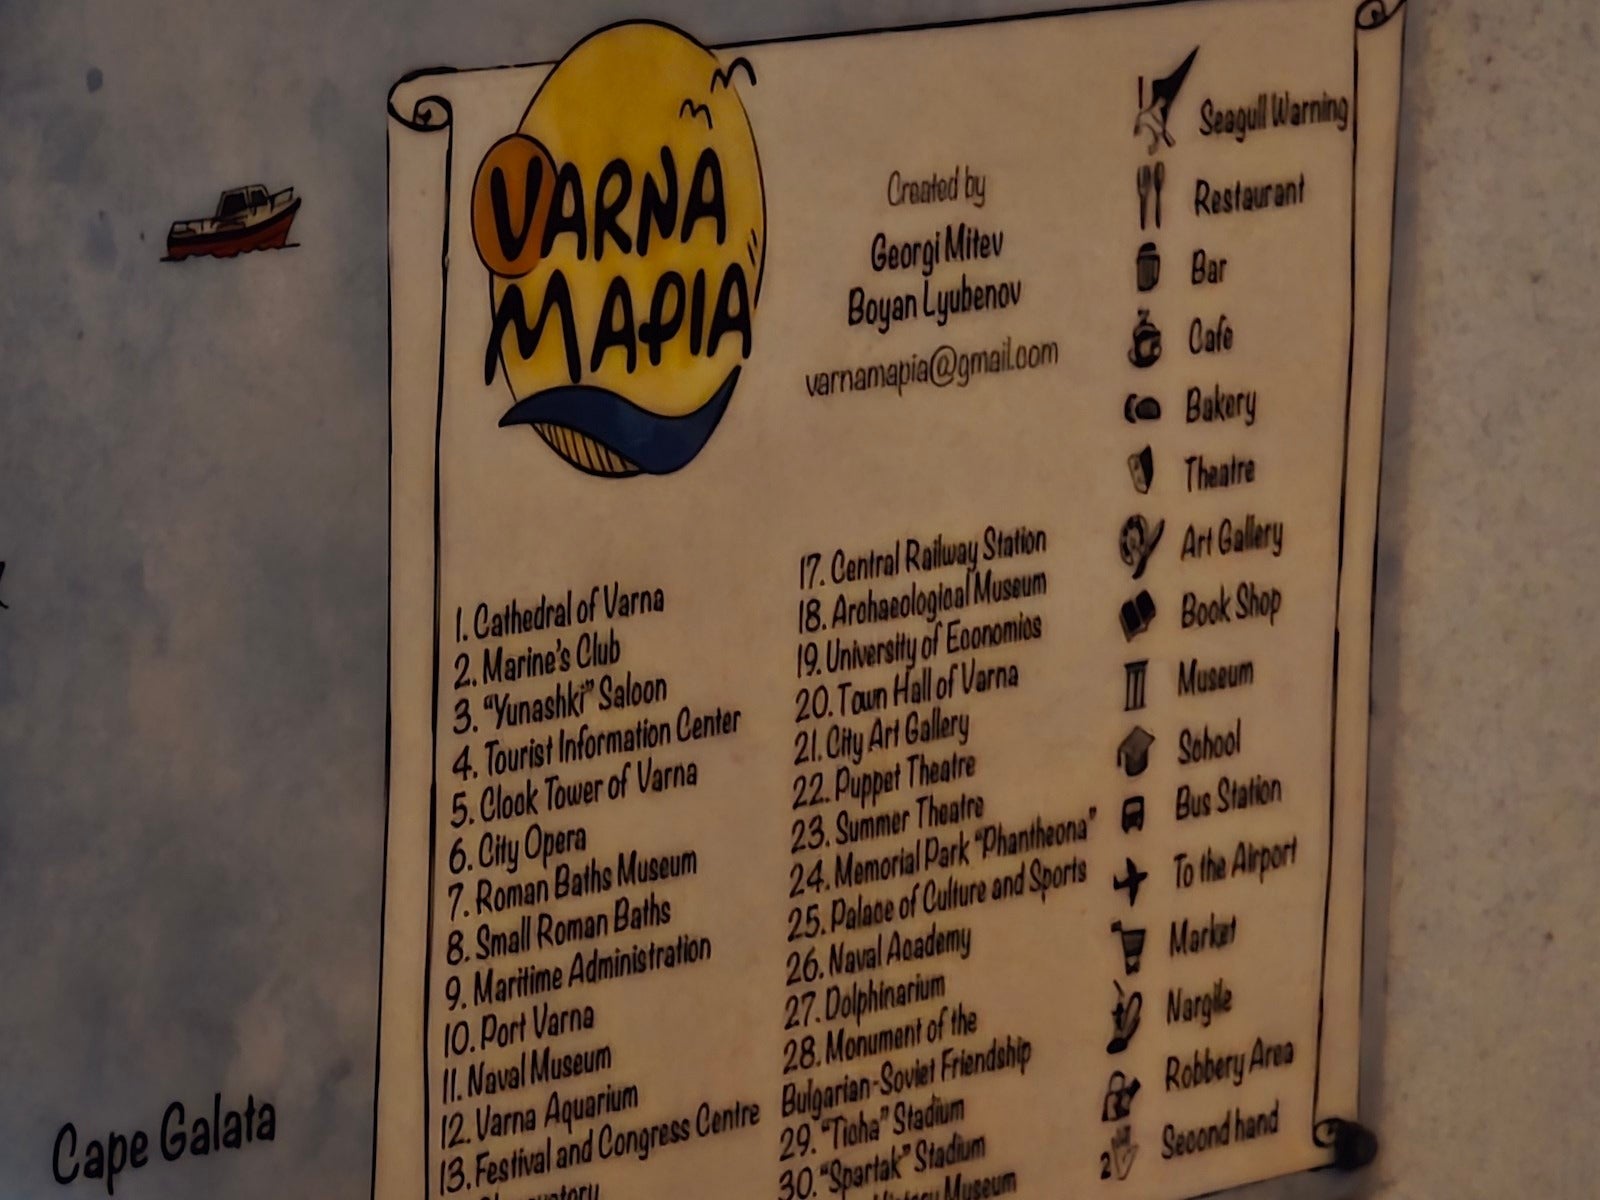 VARNA
MAPIA
Created by
Georgi Mitev
Boyan Lyubenov
varnamapia@gmail.com
1. Cathedral of Varna
2. Marine's Club
3. "Yunashki" Saloon
4. Tourist Information Center
5. Clock Tower of Varna
6. City Opera
7. Roman Baths Museum
8. Small Roman Baths
9. Maritime Administration
10. Port Varna
11. Naval Museum
12. Varna Aquarium
13. Festival and Congress Centre
17. Central Railway Station
18. Archaeological Museum
19. University of Economics
20. Town Hall of Varna
21. City Art Gallery
22. Puppet Theatre
23. Summer Theatre
24. Memorial Park "Phantheona"
25. Palace of Culture and Sports
26. Naval Academy
27. Dolphinarium
28. Monument of the
Bulgarian-Soviet Friendship
29. "Ticha" Stadium
30. "Spartak" Stadium
History Museum
Seagull Warning
Restaurant
Bar
Cafe
Bakery
Theatre
Art Gallery
Book Shop
Museum
School
Bus Station
To the Airport
Market
Nargile
Robbery Area
2 Second hand
Cape Galata